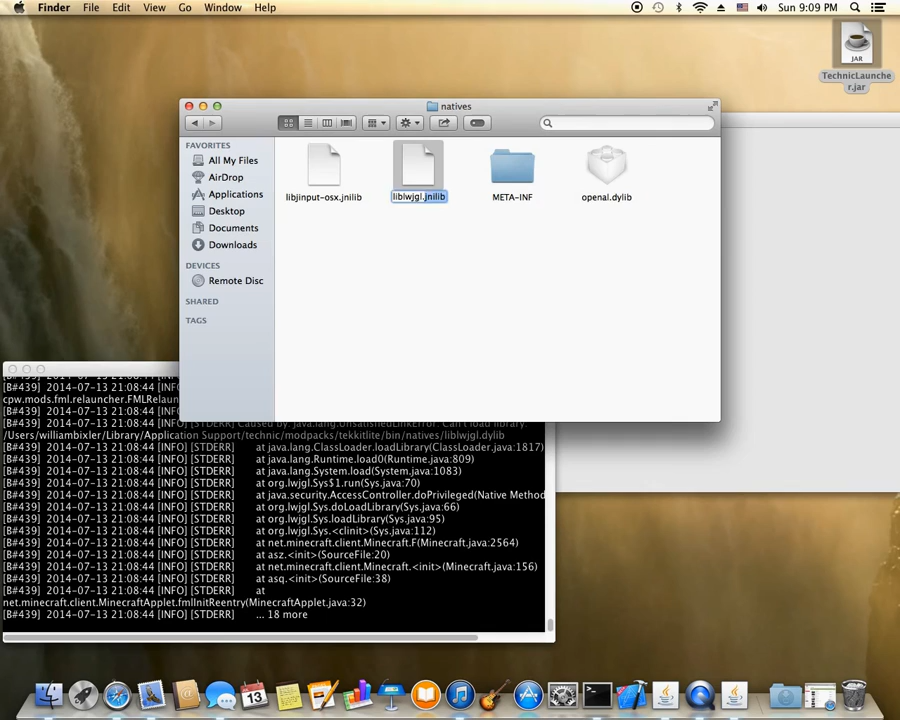 Finder File Edit View Go Window Help
Sun 9:09 PM
JAR
TechnicLaunche
r.jar
natives
FAVORITES
All My Files
AirDrop
Applications
Desktop
Documents
Downloads
DEVICES
Remote Disc
SHARED
TAGS
libjinput-osx.jnilib
liblwjgl.jnilib
META-INF
openal.dylib
[B#439] 2014-07-13 21:08:44 [INFO]
cpw.mods.fml.relauncher.FMLRelaun
[B#439] 2014-07-13 21:08:44 [INFO] [STDERR] Caused by: java.lang.UnsatisfiedLinkError: Can't load library:
/Users/williambixler/Library/Application Support/technic/modpacks/tekkitlite/bin/natives/liblwjgl.dylib
[B#439] 2014-07-13 21:08:44 [INFO] [STDERR] at java.lang.ClassLoader.loadLibrary(ClassLoader.java:1817)
[B#439] 2014-07-13 21:08:44 [INFO] [STDERR] at java.lang.Runtime.load0(Runtime.java:809)
[B#439] 2014-07-13 21:08:44 [INFO] [STDERR] at java.lang.System.load(System.java:1083)
[B#439] 2014-07-13 21:08:44 [INFO] [STDERR] at org.lwjgl.Sys$1.run(Sys.java:70)
[B#439] 2014-07-13 21:08:44 [INFO] [STDERR] at java.security.AccessController.doPrivileged(Native Method
[B#439] 2014-07-13 21:08:44 [INFO] [STDERR] at org.lwjgl.Sys.doLoadLibrary(Sys.java:66)
[B#439] 2014-07-13 21:08:44 [INFO] [STDERR] at org.lwjgl.Sys.loadLibrary(Sys.java:95)
[B#439] 2014-07-13 21:08:44 [INFO] [STDERR] at org.lwjgl.Sys.<clinit>(Sys.java:112)
[B#439] 2014-07-13 21:08:44 [INFO] [STDERR] at net.minecraft.client.Minecraft.F(Minecraft.java:2564)
[B#439] 2014-07-13 21:08:44 [INFO] [STDERR] at asz.<init>(SourceFile:20)
[B#439] 2014-07-13 21:08:44 [INFO] [STDERR] at net.minecraft.client.Minecraft.<init>(Minecraft.java:156)
[B#439] 2014-07-13 21:08:44 [INFO] [STDERR] at asq.<init>(SourceFile:38)
[B#439] 2014-07-13 21:08:44 [INFO] [STDERR] at
net.minecraft.client.MinecraftApplet.fmlInitReentry(MinecraftApplet.java:32)
[B#439] 2014-07-13 21:08:44 [INFO] [STDERR] ... 18 more
13